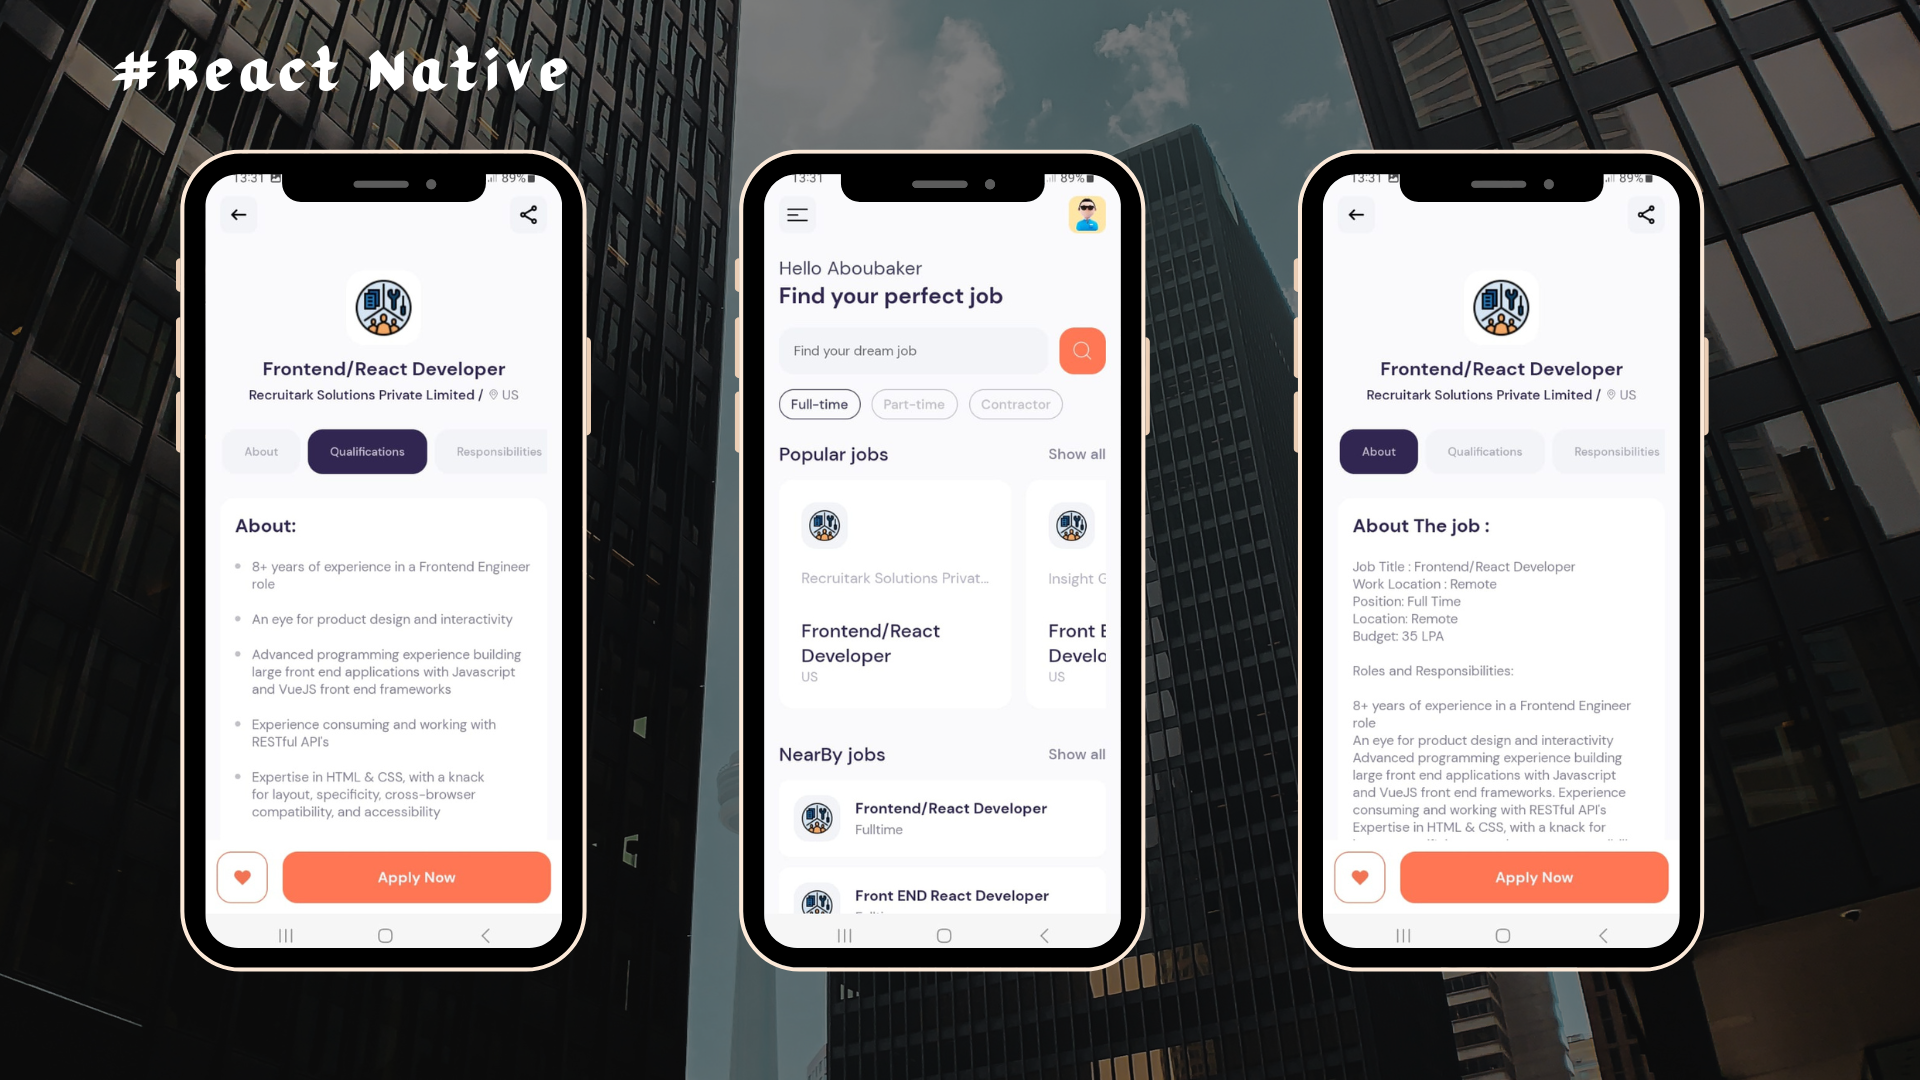 #React Native
13:31
89%
Frontend/React Developer
Recruitark Solutions Private Limited / US
About
Qualifications
Responsibilities
About:
8+ years of experience in a Frontend Engineer
role
An eye for product design and interactivity
Advanced programming experience building
large front end applications with Javascript
and VueJS front end frameworks
Experience consuming and working with
RESTful API's
Expertise in HTML & CSS, with a knack
for layout, specificity, cross-browser
compatibility, and accessibility
Apply Now
13:31
89%
Hello Aboubaker
Find your perfect job
Find your dream job
Full-time
Part-time
Contractor
Popular jobs
Show all
Recruitark Solutions Privat...
Frontend/React
Developer
US
Insight G
Front E
Develo
US
NearBy jobs
Show all
Frontend/React Developer
Fulltime
Front END React Developer
13:31
89%
Frontend/React Developer
Recruitark Solutions Private Limited / US
About
Qualifications
Responsibilities
About The job :
Job Title : Frontend/React Developer
Work Location : Remote
Position: Full Time
Location: Remote
Budget: 35 LPA
Roles and Responsibilities:
8+ years of experience in a Frontend Engineer
role
An eye for product design and interactivity
Advanced programming experience building
large front end applications with Javascript
and VueJS front end frameworks. Experience
consuming and working with RESTful API's
Expertise in HTML & CSS, with a knack for
Apply Now